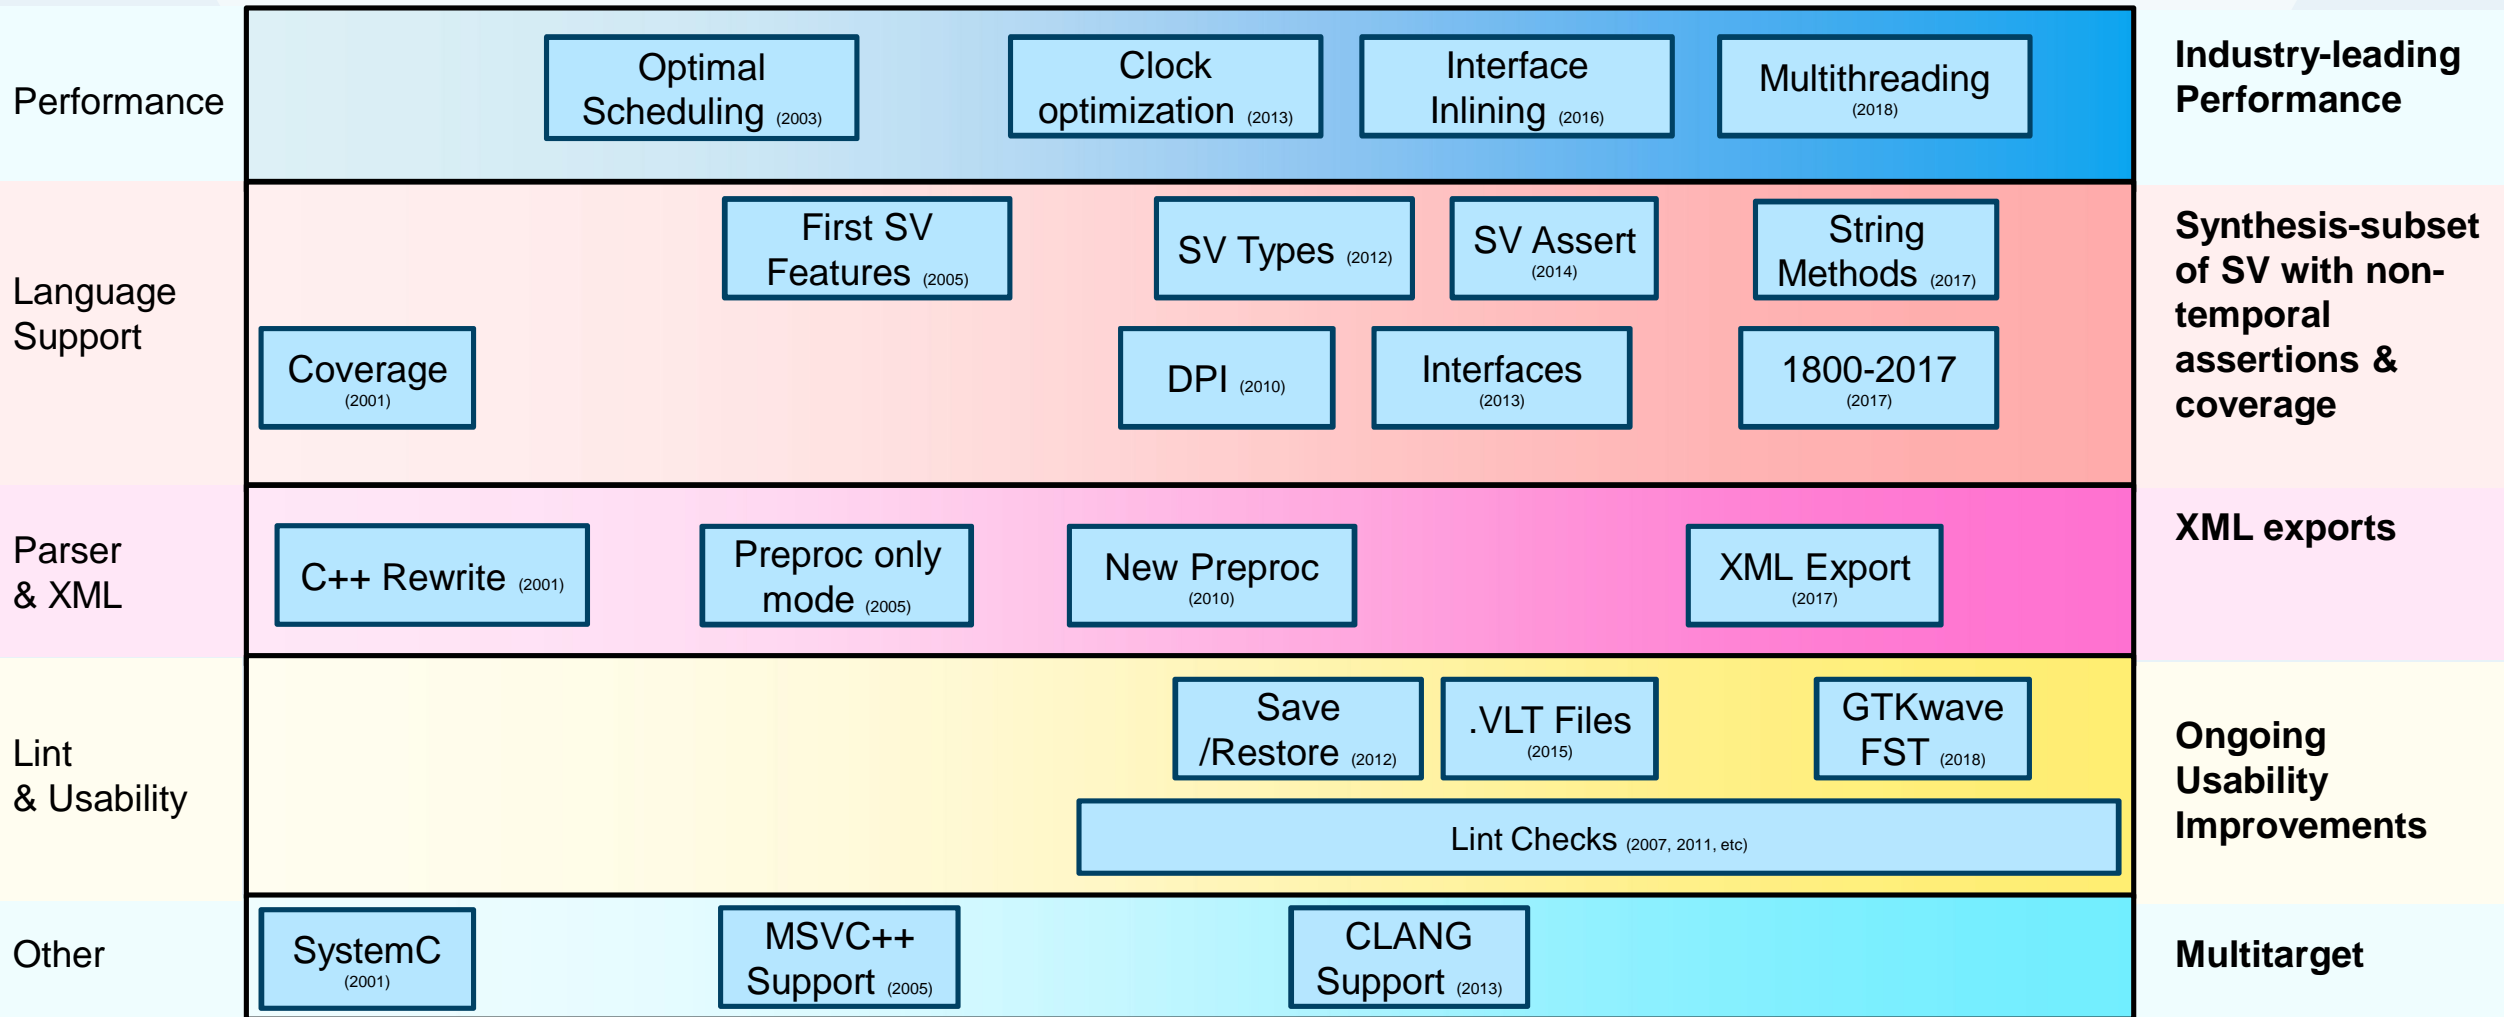 Performance
Optimal
Scheduling (2003)
Clock
optimization (2013)
Interface
Inlining (2016)
Multithreading
(2018)
Industry-leading
Performance
Language
Support
First SV
Features (2005)
SV Types (2012)
SV Assert
(2014)
String
Methods (2017)
Coverage
(2001)
DPI (2010)
Interfaces
(2013)
1800-2017
(2017)
Synthesis-subset
of SV with non-
temporal
assertions &
coverage
Parser
& XML
C++ Rewrite (2001)
Preproc only
mode (2005)
New Preproc
(2010)
XML Export
(2017)
XML exports
Lint
& Usability
Save
/Restore (2012)
.VLT Files
(2015)
GTKwave
FST (2018)
Lint Checks (2007, 2011, etc)
Ongoing
Usability
Improvements
Other
SystemC
(2001)
MSVC++
Support (2005)
CLANG
Support (2013)
Multitarget